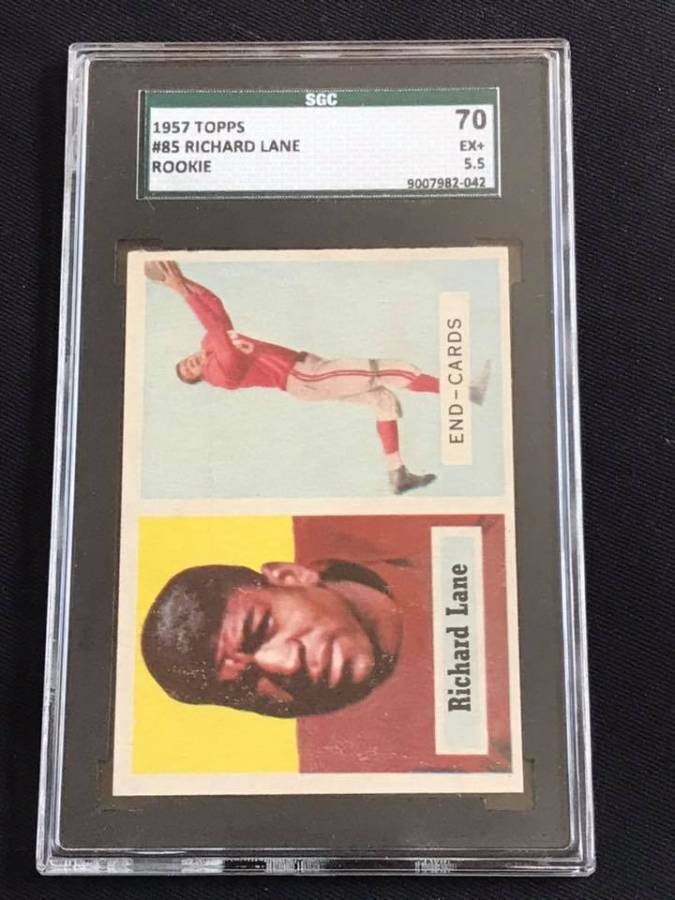 SGC
1957 TOPPS
#85 RICHARD LANE
ROOKIE
70
EX+
5.5
9007982-042
END-CARDS
Richard Lane